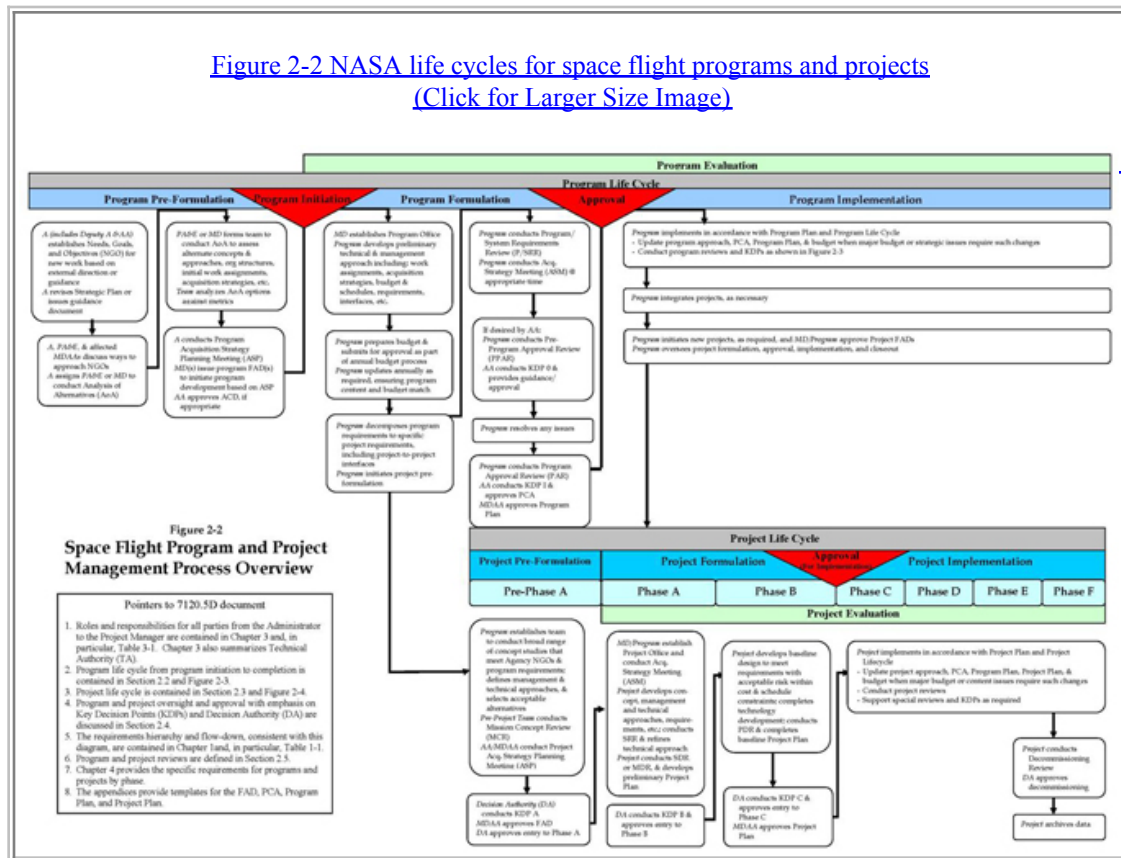 Figure 2-2 NASA life cycles for space flight programs and projects
(Click for Larger Size Image)
Program Evaluation
Program Life Cycle
Program Pre-Formulation
Program Initiation
Program Formulation
Approval
Program Implementation
A (includes Deputy A &AA)
establishes Needs, Goals,
and Objectives (NGO) for
new work based on
external direction or
guidance
A revises Strategic Plan or
issues guidance
document
A, PA&E, & affected
MDAAs discuss ways to
approach NGOs
A assigns PA&E or MD to
conduct Analysis of
Alternatives (AoA)
PA&E or MD forms team to
conduct AoA to assess
alternate concepts &
approaches, org structures,
initial work assignments,
acquisition strategies, etc.
Team analyzes AoA options
against metrics
A conducts Program
Acquisition Strategy
Planning Meeting (ASP)
MD(s) issue program FAD(s)
to initiate program
development based on ASP
AA approves ACD, if
appropriate
MD establishes Program Office
Program develops preliminary
technical & management
approach including: work
assignments, acquisition
strategies, budget &
schedules, requirements,
interfaces, etc.
Program prepares budget &
submits for approval as part
of annual budget process
Program updates annually as
required, ensuring program
content and budget match
Program decomposes program
requirements to specific
project requirements,
including project-to-project
interfaces
Program initiates project pre-
formulation
Program conducts Program/
System Requirements
Review (P/SRR)
Program conducts Acq.
Strategy Meeting (ASM) @
appropriate-time
If desired by AA:
Program conducts Pre-
Program Approval Review
(PPAR)
AA conducts KDP 0 &
provides guidance/
approval
Program resolves any issues
Program conducts Program
Approval Review (PAR)
AA conducts KDP I &
approves PCA
MDAA approves Program
Plan
Program implements in accordance with Program Plan and Program Life Cycle
- Update program approach, PCA, Program Plan, & budget when major budget or strategic issues require such changes
- Conduct program reviews and KDPs as shown in Figure 2-3
Program integrates projects, as necessary
Program initiates new projects, as required, and MD/Program approve Project FADs
Program oversees project formulation, approval, implementation, and closeout
Figure 2-2
Space Flight Program and Project
Management Process Overview
Pointers to 7120.5D document
1. Roles and responsibilities for all parties from the Administrator
to the Project Manager are contained in Chapter 3 and, in
particular, Table 3-1. Chapter 3 also summarizes Technical
Authority (TA).
2. Program life cycle from program initiation to completion is
contained in Section 2.2 and Figure 2-3.
3. Project life cycle is contained in Section 2.3 and Figure 2-4.
4. Program and project oversight and approval with emphasis on
Key Decision Points (KDPs) and Decision Authority (DA) are
discussed in Section 2.4.
5. The requirements hierarchy and flow-down, consistent with this
diagram, are contained in Chapter 1and, in particular, Table 1-1.
6. Program and project reviews are defined in Section 2.5.
7. Chapter 4 provides the specific requirements for programs and
projects by phase.
8. The appendices provide templates for the FAD, PCA, Program
Plan, and Project Plan.
Project Life Cycle
Project Pre-Formulation
Project Formulation
Approval
(For Implementation)
Project Implementation
Pre-Phase A
Phase A
Phase B
Phase C
Phase D
Phase E
Phase F
Project Evaluation
Program establishes team
to conduct broad range
of concept studies that
meet Agency NGOs &
program requirements;
defines management &
technical approaches, &
selects acceptable
alternatives
Pre-Project Team conducts
Mission Concept Review
(MCR)
AA/MDAA conduct Project
Acq. Strategy Planning
Meeting (ASP)
Decision Authority (DA)
conducts KDP A
MDAA approves FAD
DA approves entry to Phase A
MD/Program establish
Project Office and
conduct Acq.
Strategy Meeting
(ASM)
Project develops con-
cept, management
and technical
approaches, require-
ments, etc.; conducts
SRR & refines
technical approach
Project conducts SDR
or MDR, & develops
preliminary Project
Plan
DA conducts KDP B &
approves entry to
Phase B
Project develops baseline
design to meet
requirements with
acceptable risk within
cost & schedule
constraints: completes
technology
development; conducts
PDR & completes
baseline Project Plan
DA conducts KDP C &
approves entry to
Phase C
MDAA approves Project
Plan
Project implements in accordance with Project Plan and Project
Lifecycle
- Update project approach, PCA, Program Plan, Project Plan, &
budget when major budget or content issues require such changes
- Conduct project reviews
- Support special reviews and KDPs as required
Project conducts
Decommissioning
Review
DA approves
decommissioning
Project archives data